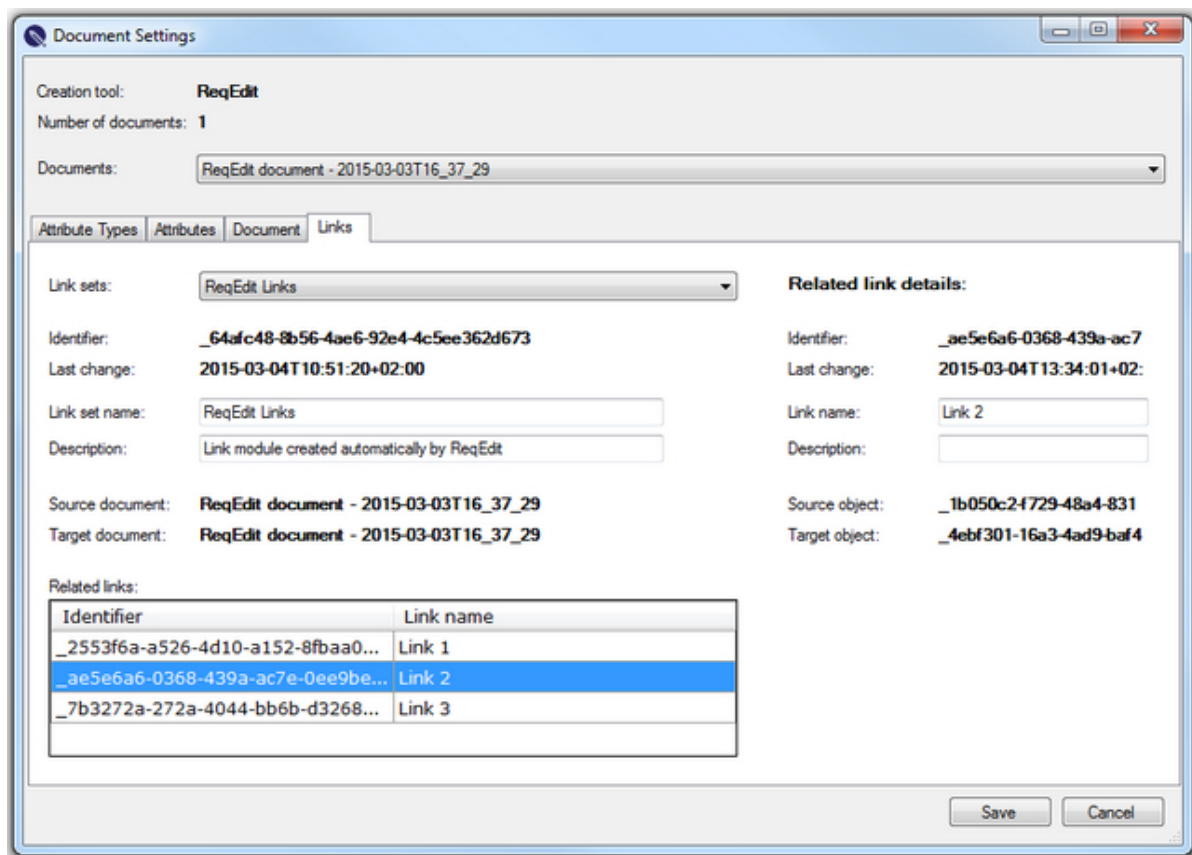 Document Settings
Creation tool: ReqEdit
Number of documents: 1
Documents: ReqEdit document - 2015-03-03T16_37_29
Attribute Types Attributes Document Links
Link sets: ReqEdit Links Related link details:
Identifier: _64afc48-8b56-4ae6-92e4-4c5ee362d673 Identifier: _ae5e6a6-0368-439a-ac7
Last change: 2015-03-04T10:51:20+02:00 Last change: 2015-03-04T13:34:01+02:
Link set name: ReqEdit Links Link name: Link 2
Description: Link module created automatically by ReqEdit Description:
Source document: ReqEdit document - 2015-03-03T16_37_29 Source object: _1b050c2-f729-48a4-831
Target document: ReqEdit document - 2015-03-03T16_37_29 Target object: _4ebf301-16a3-4ad9-baf4
Related links:
Identifier Link name
_2553f6a-a526-4d10-a152-8fbaa0... Link 1
_ae5e6a6-0368-439a-ac7e-0ee9be... Link 2
_7b3272a-272a-4044-bb6b-d3268... Link 3
Save Cancel